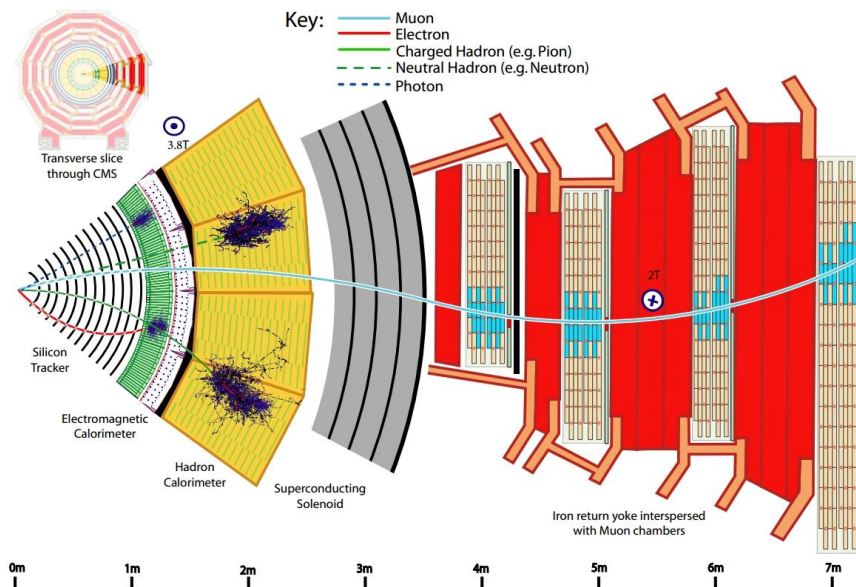 Key:
Muon
Electron
Charged Hadron (e.g. Pion)
Neutral Hadron (e.g. Neutron)
Photon
Transverse slice
through CMS
3.8T
2T
Silicon
Tracker
Electromagnetic
Calorimeter
Hadron
Calorimeter
Superconducting
Solenoid
Iron return yoke interspersed
with Muon chambers
0m
1m
2m
3m
4m
5m
6m
7m